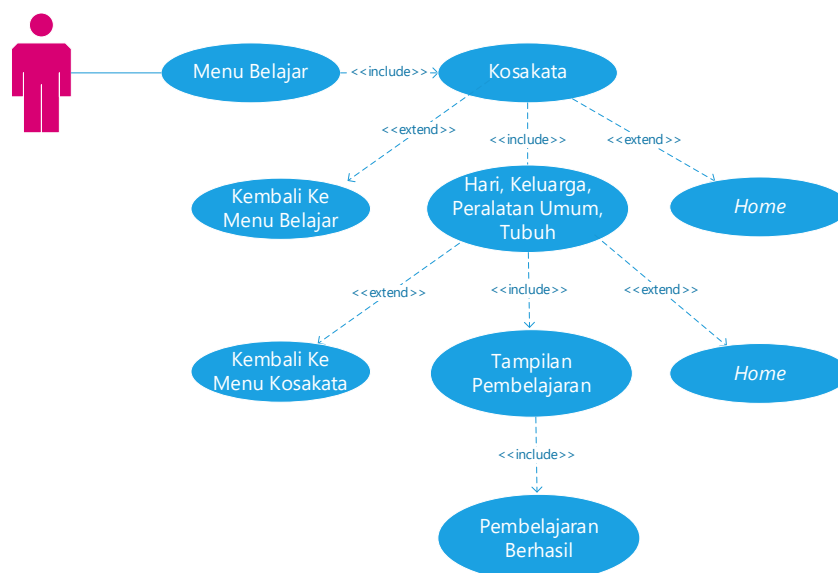 Menu Belajar
<<include>>
Kosakata
<<extend>>
<<include>>
<<extend>>
Kembali Ke
Menu Belajar
Hari, Keluarga,
Peralatan Umum,
Tubuh
Home
<<extend>>
<<include>>
<<extend>>
Kembali Ke
Menu Kosakata
Tampilan
Pembelajaran
Home
<<include>>
Pembelajaran
Berhasil